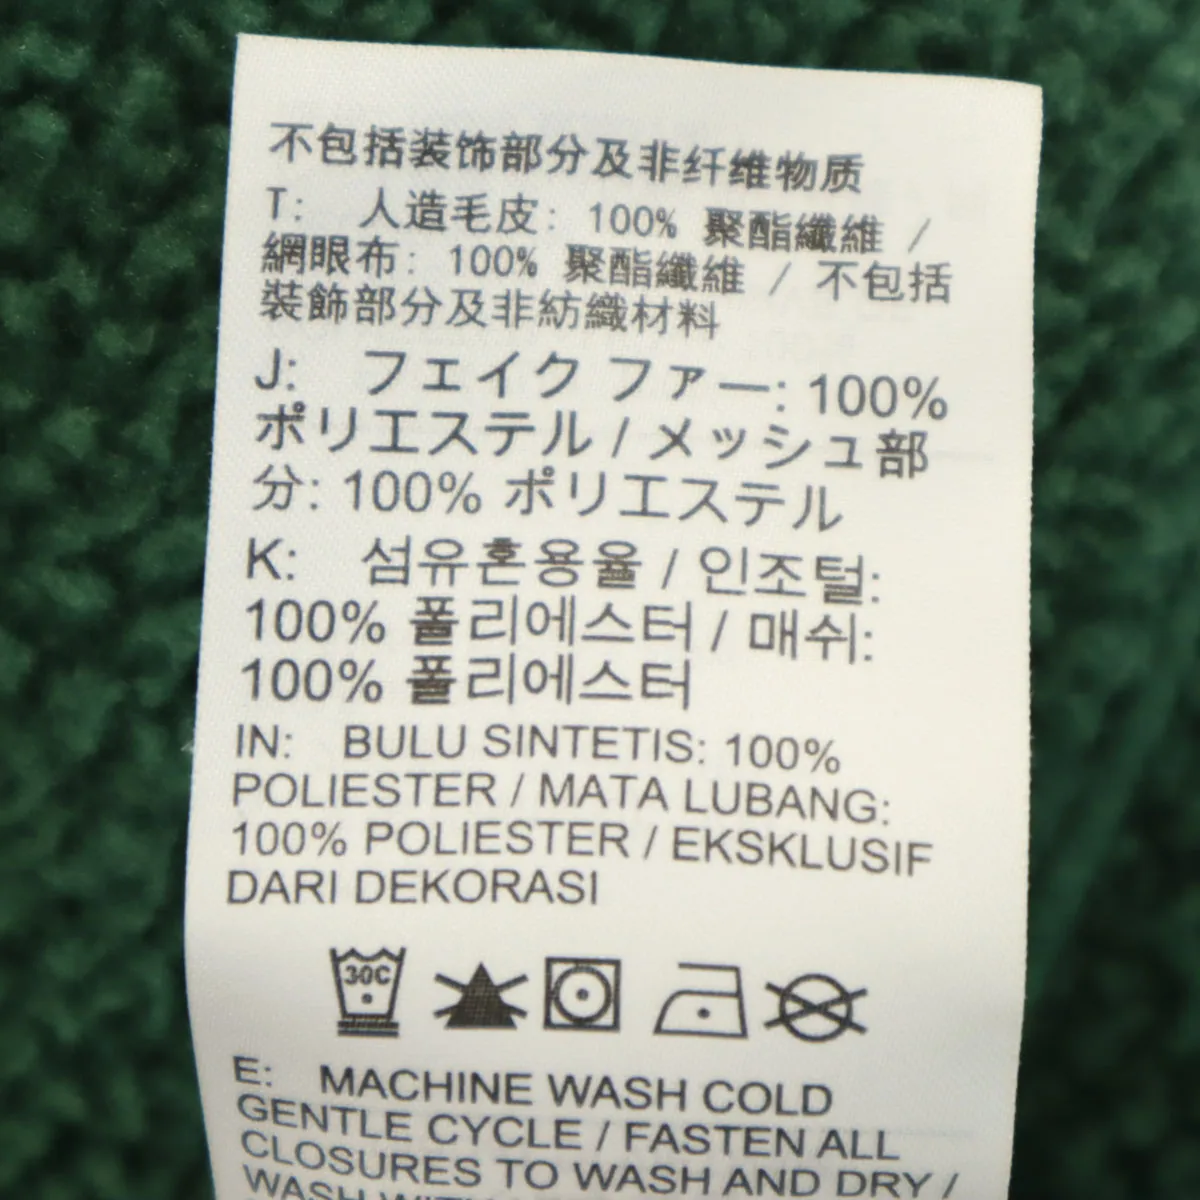 不包括装饰部分及非纤维物质
T: 人造毛皮: 100% 聚酯纖維 /
網眼布: 100% 聚酯纖維 / 不包括
裝飾部分及非紡織材料
J: フェイク ファー: 100%
ポリエステル / メッシュ部
分: 100% ポリエステル
K: 섬유혼용율 / 인조털:
100% 폴리에스터 / 매쉬:
100% 폴리에스터
IN: BULU SINTETIS: 100%
POLIESTER / MATA LUBANG:
100% POLIESTER / EKSKLUSIF
DARI DEKORASI
30C
E: MACHINE WASH COLD
GENTLE CYCLE / FASTEN ALL
CLOSURES TO WASH AND DRY /
WASH